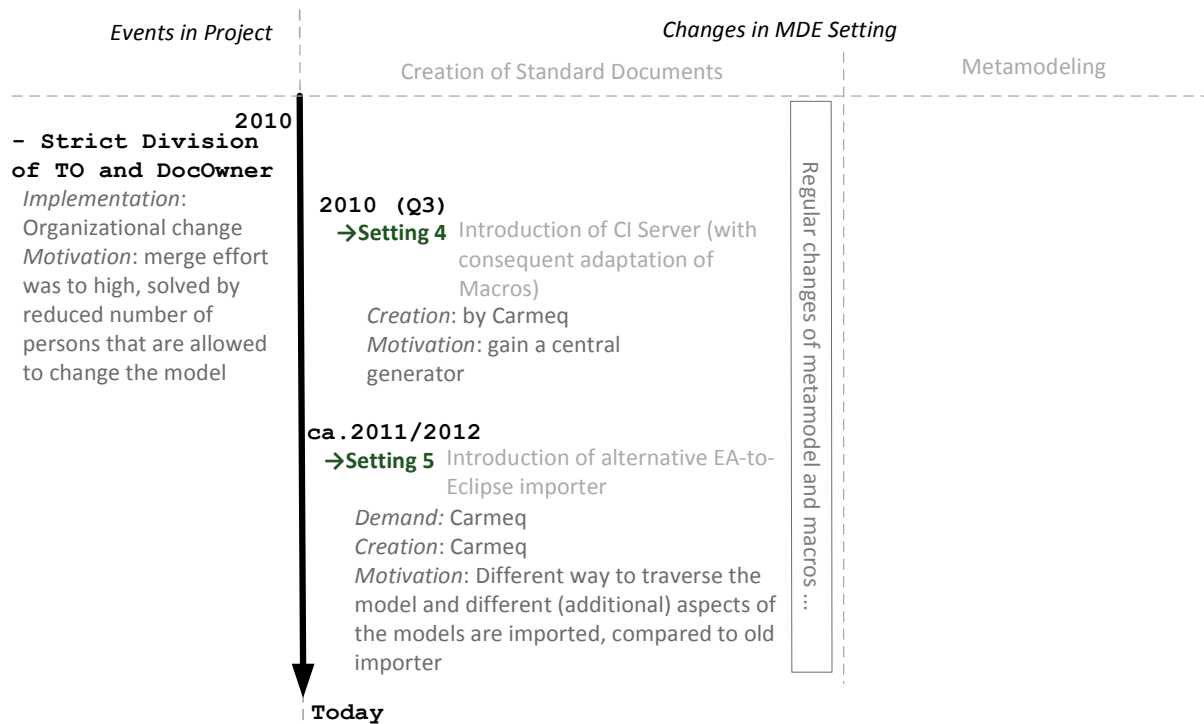 Events in Project
Changes in MDE Setting
Creation of Standard Documents
Metamodeling
2010
- Strict Division
of TO and DocOwner
Implementation:
Organizational change
Motivation: merge effort
was to high, solved by
reduced number of
persons that are allowed
to change the model
2010 (Q3)
→Setting 4 Introduction of CI Server (with
consequent adaptation of
Macros)
Creation: by Carmeq
Motivation: gain a central
generator
ca.2011/2012
→Setting 5 Introduction of alternative EA-to-
Eclipse importer
Demand: Carmeq
Creation: Carmeq
Motivation: Different way to traverse the
model and different (additional) aspects of
the models are imported, compared to old
importer
Regular changes of metamodel and macros ...
Today